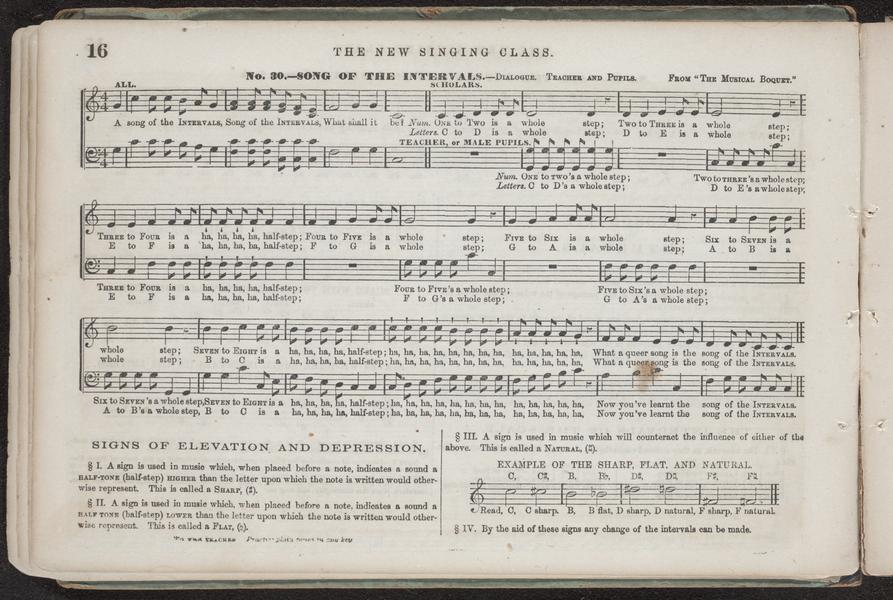 16
THE NEW SINGING CLASS.
No. 30.—SONG OF THE INTERVALS.—DIALOGUE. TEACHER AND PUPILS. FROM "THE MUSICAL BOQUET."
ALL. SCHOLARS.
A song of the INTERVALS, Song of the INTERVALS, What shall it be? Num. ONE to TWO is a whole step; TWO to THREE is a whole step;
Letters. C to D is a whole step; D to E is a whole step;
TEACHER, or MALE PUPILS.
Num. ONE to TWO's a whole step; TWO to THREE's a whole step;
Letters. C to D's a whole step; D to E's a whole step;
THREE to FOUR is a ha, ha, ha, ha, half-step; FOUR to FIVE is a whole step; FIVE to SIX is a whole step; SIX to SEVEN is a
E to F is a ha, ha, ha, ha, half-step; F to G is a whole step; G to A is a whole step; A to B is a
THREE to FOUR is a ha, ha, ha, ha, half-step; FOUR to FIVE's a whole step; FIVE to SIX's a whole step;
E to F is a ha, ha, ha, ha, half-step; F to G's a whole step; G to A's a whole step;
whole step; SEVEN to EIGHT is a ha, ha, ha, ha, half-step; ha, ha, ha, ha, ha, ha, ha, ha, ha, ha, ha, ha, What a queer song is the song of the INTERVALS.
whole step; B to C is a ha, ha, ha, ha, half-step; ha, ha, ha, ha, ha, ha, ha, ha, ha, ha, ha, ha, What a queer song is the song of the INTERVALS.
SIX to SEVEN's a whole step, SEVEN to EIGHT is a ha, ha, ha, ha, half-step; ha, ha, ha, ha, ha, ha, ha, ha, ha, ha, ha, ha, Now you've learnt the song of the INTERVALS.
A to B's a whole step, B to C is a ha, ha, ha, ha, half-step; ha, ha, ha, ha, ha, ha, ha, ha, ha, ha, ha, ha, Now you've learnt the song of the INTERVALS.
SIGNS OF ELEVATION AND DEPRESSION.
§ I. A sign is used in music which, when placed before a note, indicates a sound a
HALF-TONE (half-step) HIGHER than the letter upon which the note is written would other-
wise represent. This is called a SHARP, (♯).
§ II. A sign is used in music which, when placed before a note, indicates a sound a
HALF TONE (half-step) LOWER than the letter upon which the note is written would other-
wise represent. This is called a FLAT, (♭).
TO THE TEACHER
§ III. A sign is used in music which will counteract the influence of either of the
above. This is called a NATURAL, (♮).
EXAMPLE OF THE SHARP, FLAT, AND NATURAL.
C, C♯, B, B♭, D♯, D♮, F♯, F♮.
Read, C, C sharp. B, B flat, D sharp, D natural, F sharp, F natural.
§ IV. By the aid of these signs any change of the intervals can be made.